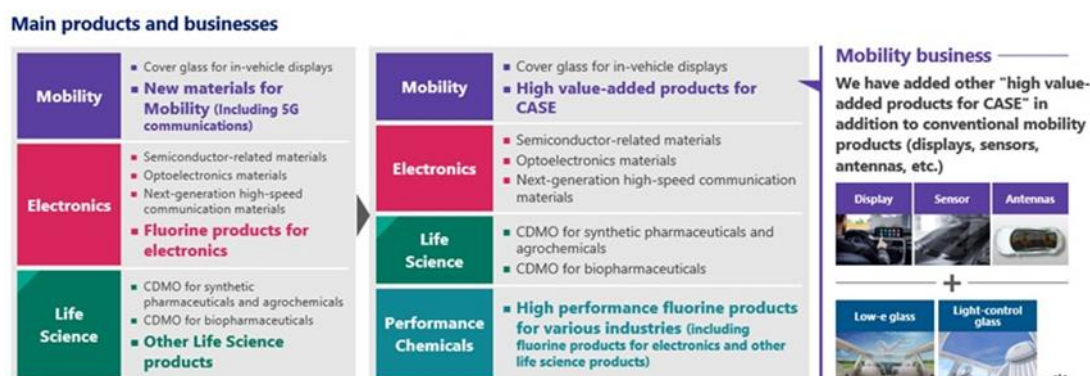 Main products and businesses
Mobility
Cover glass for in-vehicle displays
New materials for
Mobility (Including 5G
communications)
Electronics
Semiconductor-related materials
Optoelectronics materials
Next-generation high-speed
communication materials
Fluorine products for
electronics
Life
Science
CDMO for synthetic
pharmaceuticals and agrochemicals
CDMO for biopharmaceuticals
Other Life Science
products
Mobility
Cover glass for in-vehicle displays
High value-added products for
CASE
Electronics
Semiconductor-related materials
Optoelectronics materials
Next-generation high-speed communication
materials
Life
Science
CDMO for synthetic pharmaceuticals and
agrochemicals
CDMO for biopharmaceuticals
Performance
Chemicals
High performance fluorine products
for various industries (including
fluorine products for electronics and other
life science products)
Mobility business
We have added other "high value-
added products for CASE" in
addition to conventional mobility
products (displays, sensors,
antennas, etc.)
Display
Sensor
Antennas
+
Low-e glass
Light-control
glass